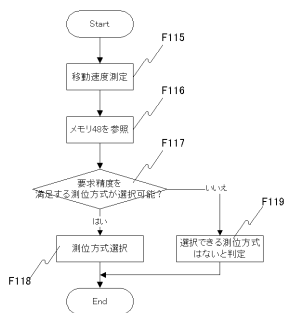 Start
F115
移動速度測定
F116
メモリ48を参照
F117
要求精度を
満足する測位方式が選択可能？
いいえ
はい
F119
測位方式選択
選択できる測位方式
はないと判定
F118
End